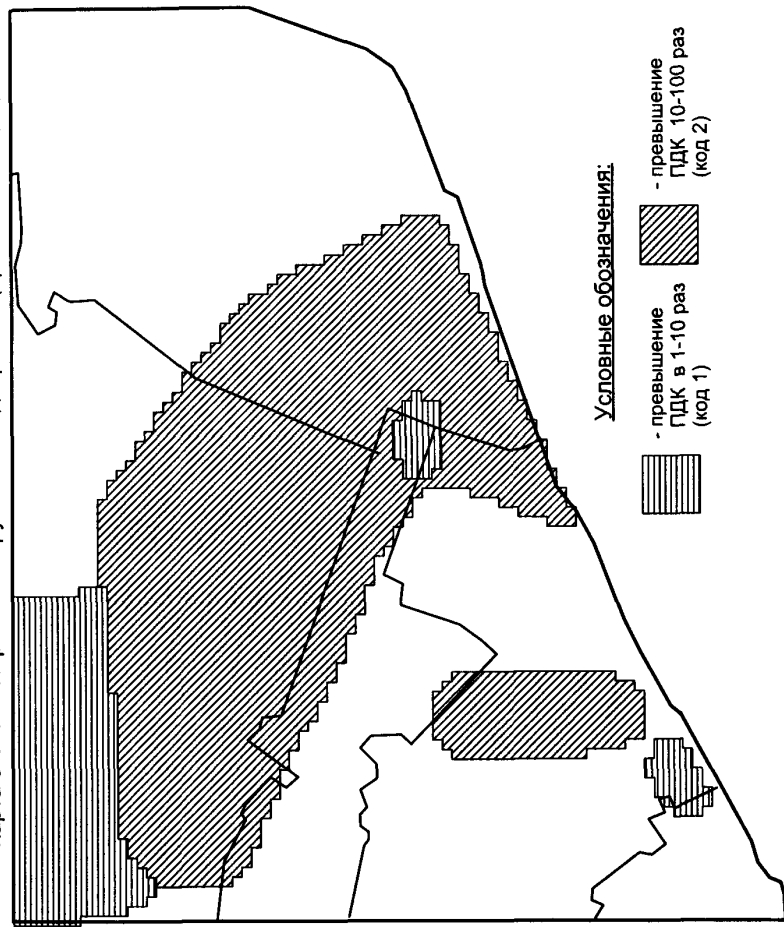 Условные обозначения:
- превышение
ПДК в 1-10 раз
(код 1)
- превышение
ПДК 10-100 раз
(код 2)